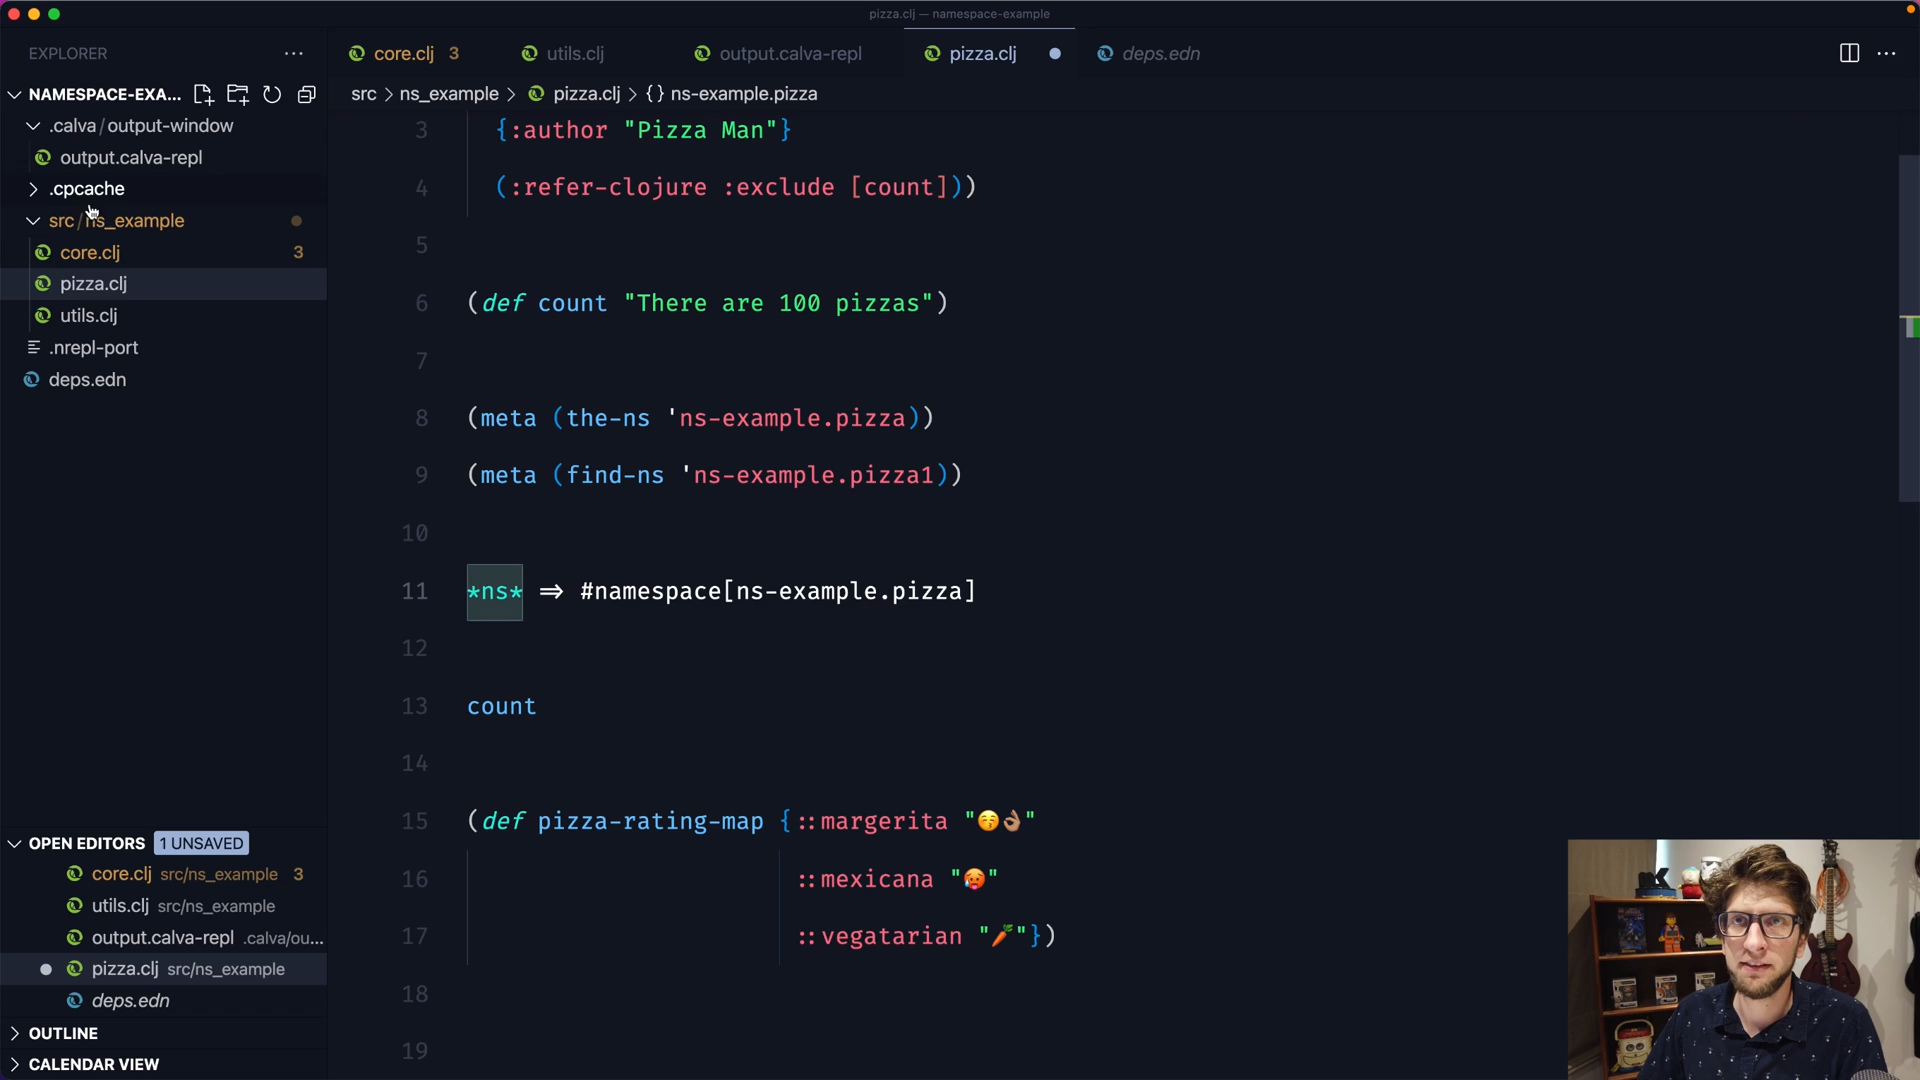 pizza.clj — namespace-example
EXPLORER
core.clj 3
utils.clj
output.calva-repl
pizza.clj
deps.edn
NAMESPACE-EXA...
src > ns_example > pizza.clj > {} ns-example.pizza
.calva/output-window
output.calva-repl
.cpcache
src/ns_example
core.clj 3
pizza.clj
utils.clj
.nrepl-port
deps.edn
3 {:author "Pizza Man"}
4 (:refer-clojure :exclude [count]))
5
6 (def count "There are 100 pizzas")
7
8 (meta (the-ns 'ns-example.pizza))
9 (meta (find-ns 'ns-example.pizza1))
10
11 *ns* => #namespace[ns-example.pizza]
12
13 count
14
15 (def pizza-rating-map {::margerita "😚👌🏽"
16 ::mexicana "🥵"
17 ::vegatarian "🥕"})
18
19
OPEN EDITORS 1 UNSAVED
core.clj src/ns_example 3
utils.clj src/ns_example
output.calva-repl .calva/ou...
pizza.clj src/ns_example
deps.edn
OUTLINE
CALENDAR VIEW